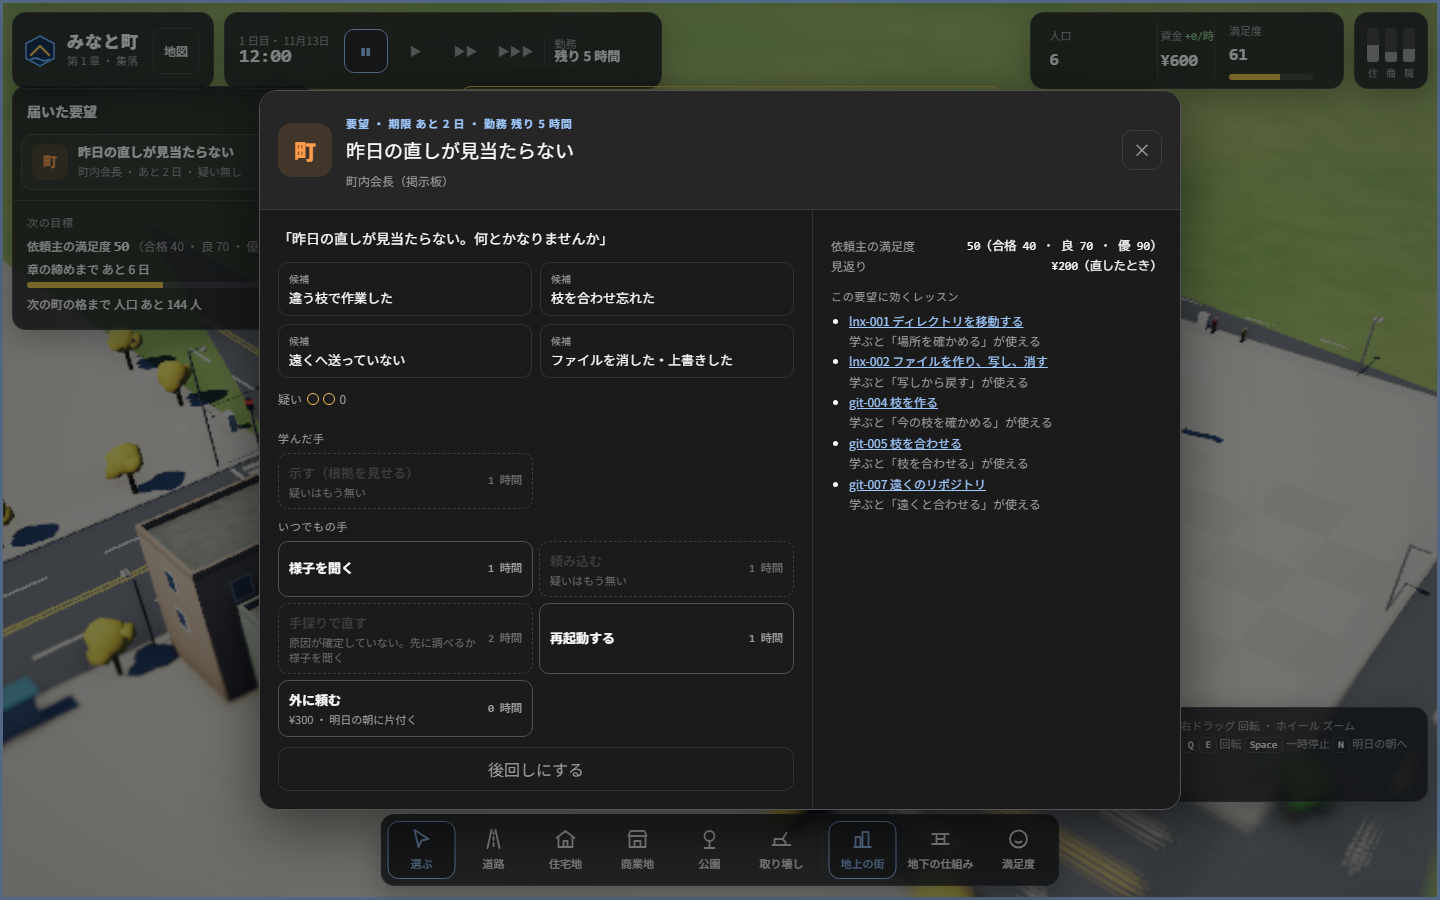 みなと町
第1章・集落
地図
1日目・11月13日
12:00
勤務
残り5時間
人口
6
資金 +0/時
¥600
満足度
61
住 商 職
届いた要望
町
昨日の直しが見当たらない
町内会長・あと2日・疑い無し
次の目標
依頼主の満足度 50（合格 40・良 70・優
章の締めまで あと6日
次の町の格まで 人口 あと 144 人
町
要望・期限 あと2日・勤務 残り5時間
昨日の直しが見当たらない
町内会長（掲示板）
「昨日の直しが見当たらない。何とかなりませんか」
候補
違う枝で作業した
候補
枝を合わせ忘れた
候補
遠くへ送っていない
候補
ファイルを消した・上書きした
疑い 0
学んだ手
示す（根拠を見せる）
疑いはもう無い
1 時間
いつでもの手
様子を聞く
1 時間
頼み込む
疑いはもう無い
1 時間
手探りで直す
原因が確定していない。先に調べるか
様子を聞く
2 時間
再起動する
1 時間
外に頼む
¥300・明日の朝に片付く
0 時間
後回しにする
依頼主の満足度 50（合格 40 ・ 良 70 ・ 優 90）
見返り ¥200（直したとき）
この要望に効くレッスン
lnx-001 ディレクトリを移動する
学ぶと「場所を確かめる」が使える
lnx-002 ファイルを作り、写し、消す
学ぶと「写しから戻す」が使える
git-004 枝を作る
学ぶと「今の枝を確かめる」が使える
git-005 枝を合わせる
学ぶと「枝を合わせる」が使える
git-007 遠くのリポジトリ
学ぶと「遠くと合わせる」が使える
右ドラッグ 回転・ホイール ズーム
Q E 回転 Space 一時停止 N 明日の朝へ
選ぶ
道路
住宅地
商業地
公園
取り壊し
地上の街
地下の仕組み
満足度